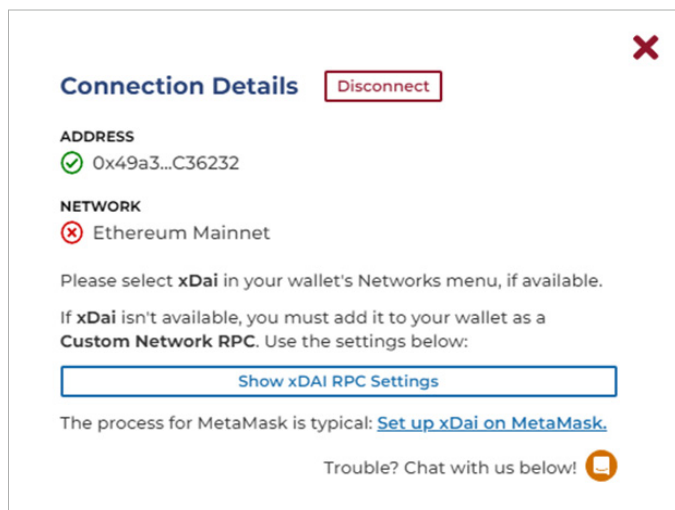 Connection Details
Disconnect
ADDRESS
0x49a3...C36232
NETWORK
Ethereum Mainnet
Please select xDai in your wallet's Networks menu, if available.
If xDai isn't available, you must add it to your wallet as a
Custom Network RPC. Use the settings below:
Show xDAI RPC Settings
The process for MetaMask is typical: Set up xDai on MetaMask.
Trouble? Chat with us below!